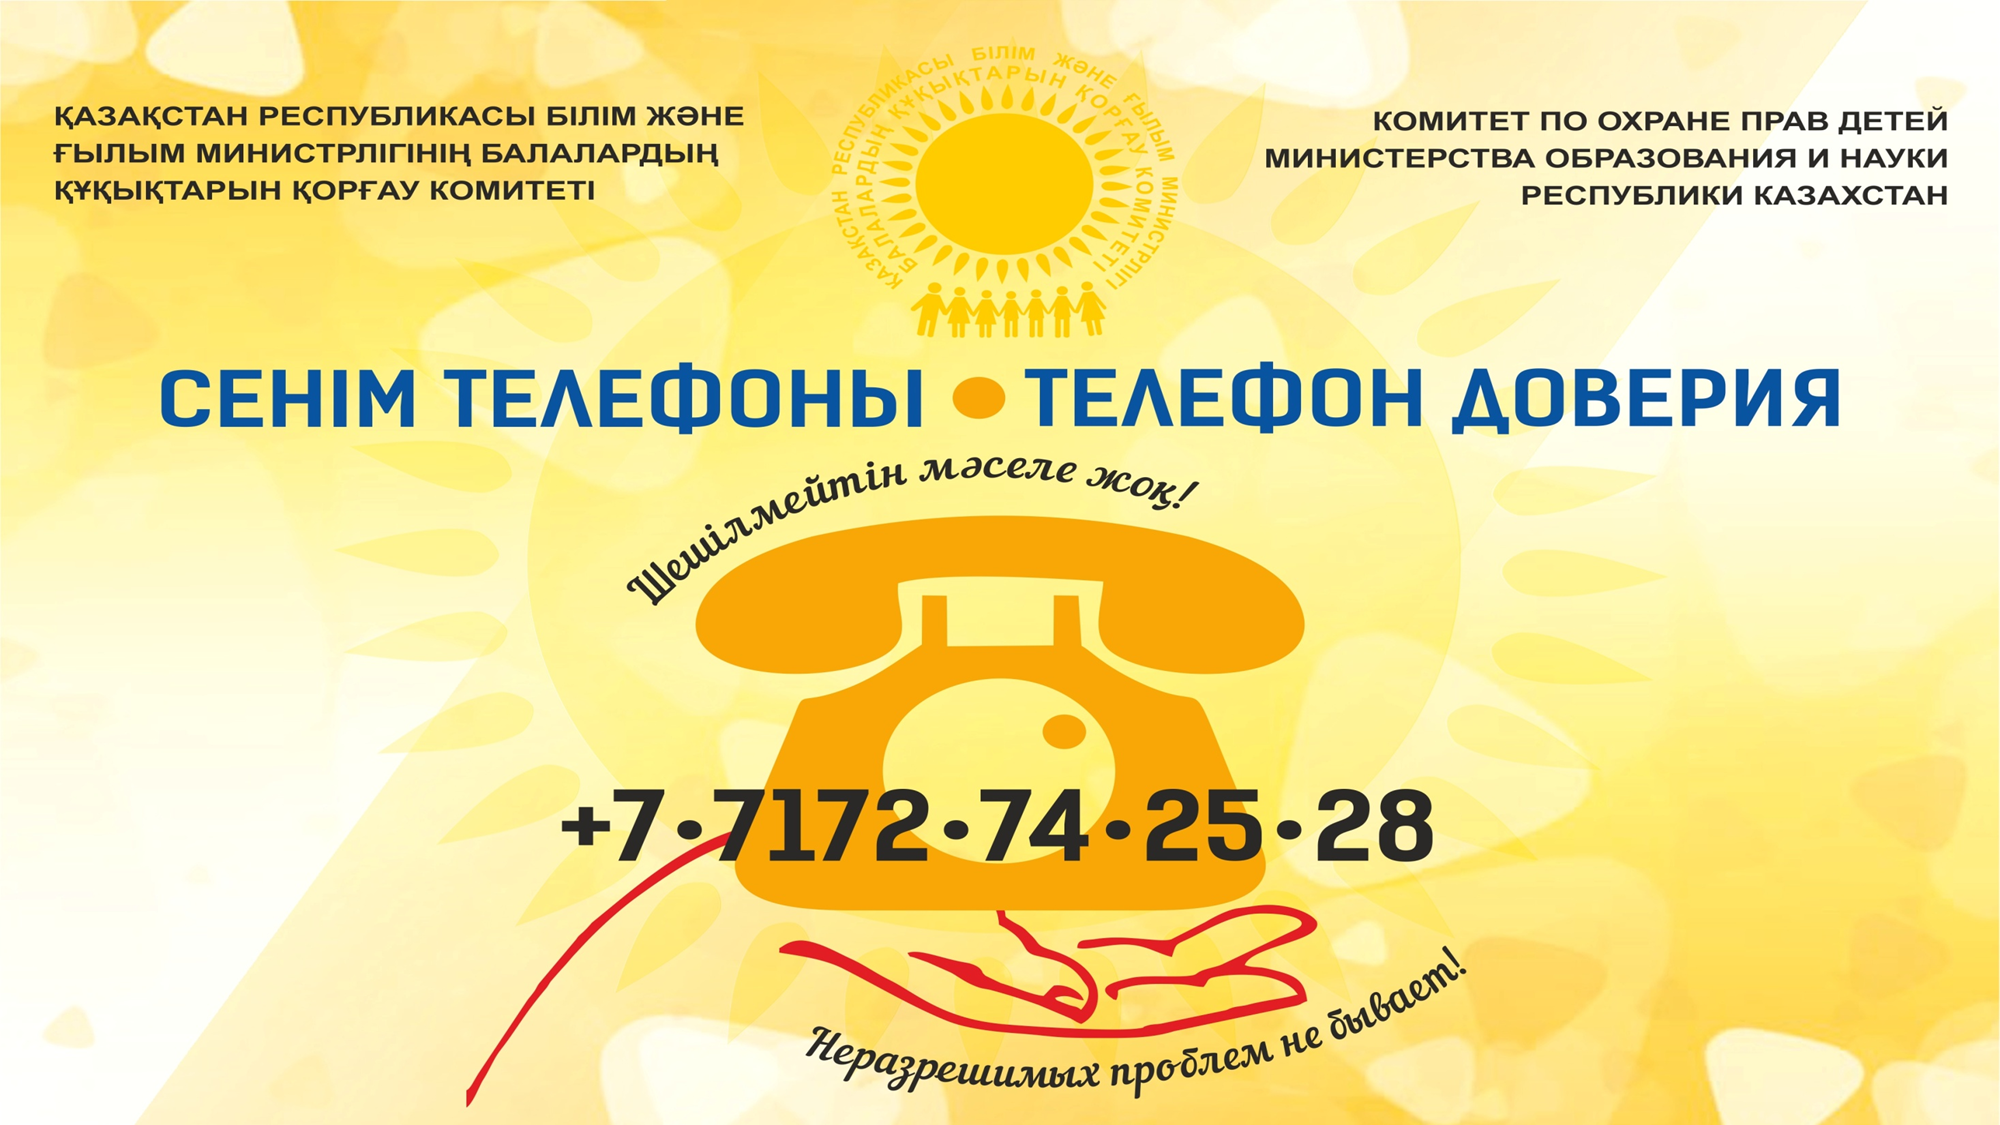 ҚАЗАҚСТАН РЕСПУБЛИКАСЫ БІЛІМ ЖӘНЕ
ҒЫЛЫМ МИНИСТРЛІГІНІҢ БАЛАЛАРДЫҢ
ҚҰҚЫҚТАРЫН ҚОРҒАУ КОМИТЕТІ
ҚАЗАҚСТАН РЕСПУБЛИКАСЫ БІЛІМ ЖӘНЕ ҒЫЛЫМ МИНИСТРЛІГІ
БАЛАЛАРДЫҢ ҚҰҚЫҚТАРЫН ҚОРҒАУ КОМИТЕТІ
КОМИТЕТ ПО ОХРАНЕ ПРАВ ДЕТЕЙ
МИНИСТЕРСТВА ОБРАЗОВАНИЯ И НАУКИ
РЕСПУБЛИКИ КАЗАХСТАН
СЕНІМ ТЕЛЕФОНЫ • ТЕЛЕФОН ДОВЕРИЯ
Шешілмейтін мәселе жоқ!
+7•7172•74•25•28
Неразрешимых проблем не бывает!